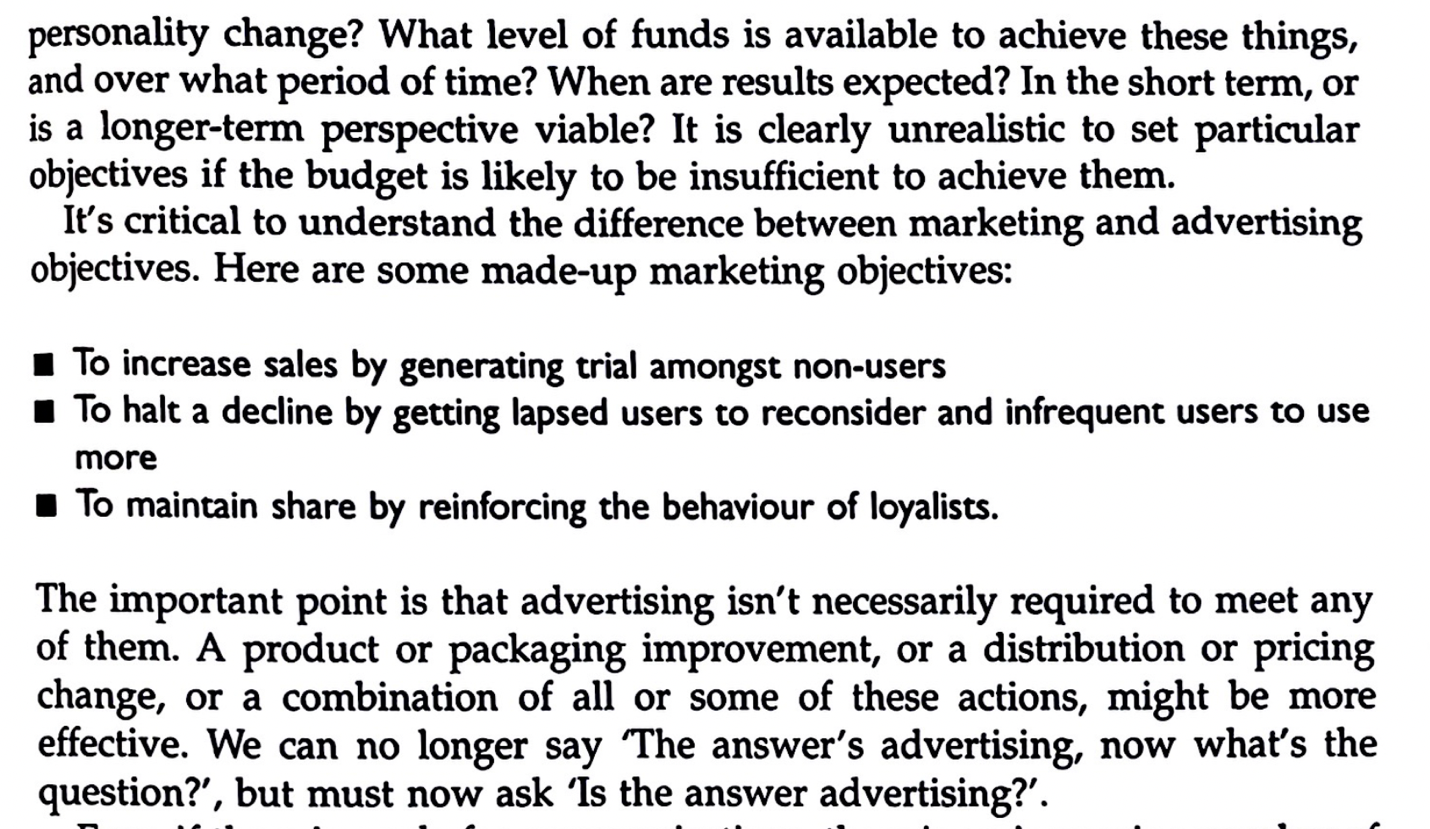 personality change? What level of funds is available to achieve these things,
and over what period of time? When are results expected? In the short term, or
is a longer-term perspective viable? It is clearly unrealistic to set particular
objectives if the budget is likely to be insufficient to achieve them.
It's critical to understand the difference between marketing and advertising
objectives. Here are some made-up marketing objectives:
■ To increase sales by generating trial amongst non-users
■ To halt a decline by getting lapsed users to reconsider and infrequent users to use
more
■ To maintain share by reinforcing the behaviour of loyalists.
The important point is that advertising isn't necessarily required to meet any
of them. A product or packaging improvement, or a distribution or pricing
change, or a combination of all or some of these actions, might be more
effective. We can no longer say 'The answer's advertising, now what's the
question?', but must now ask 'Is the answer advertising?'.